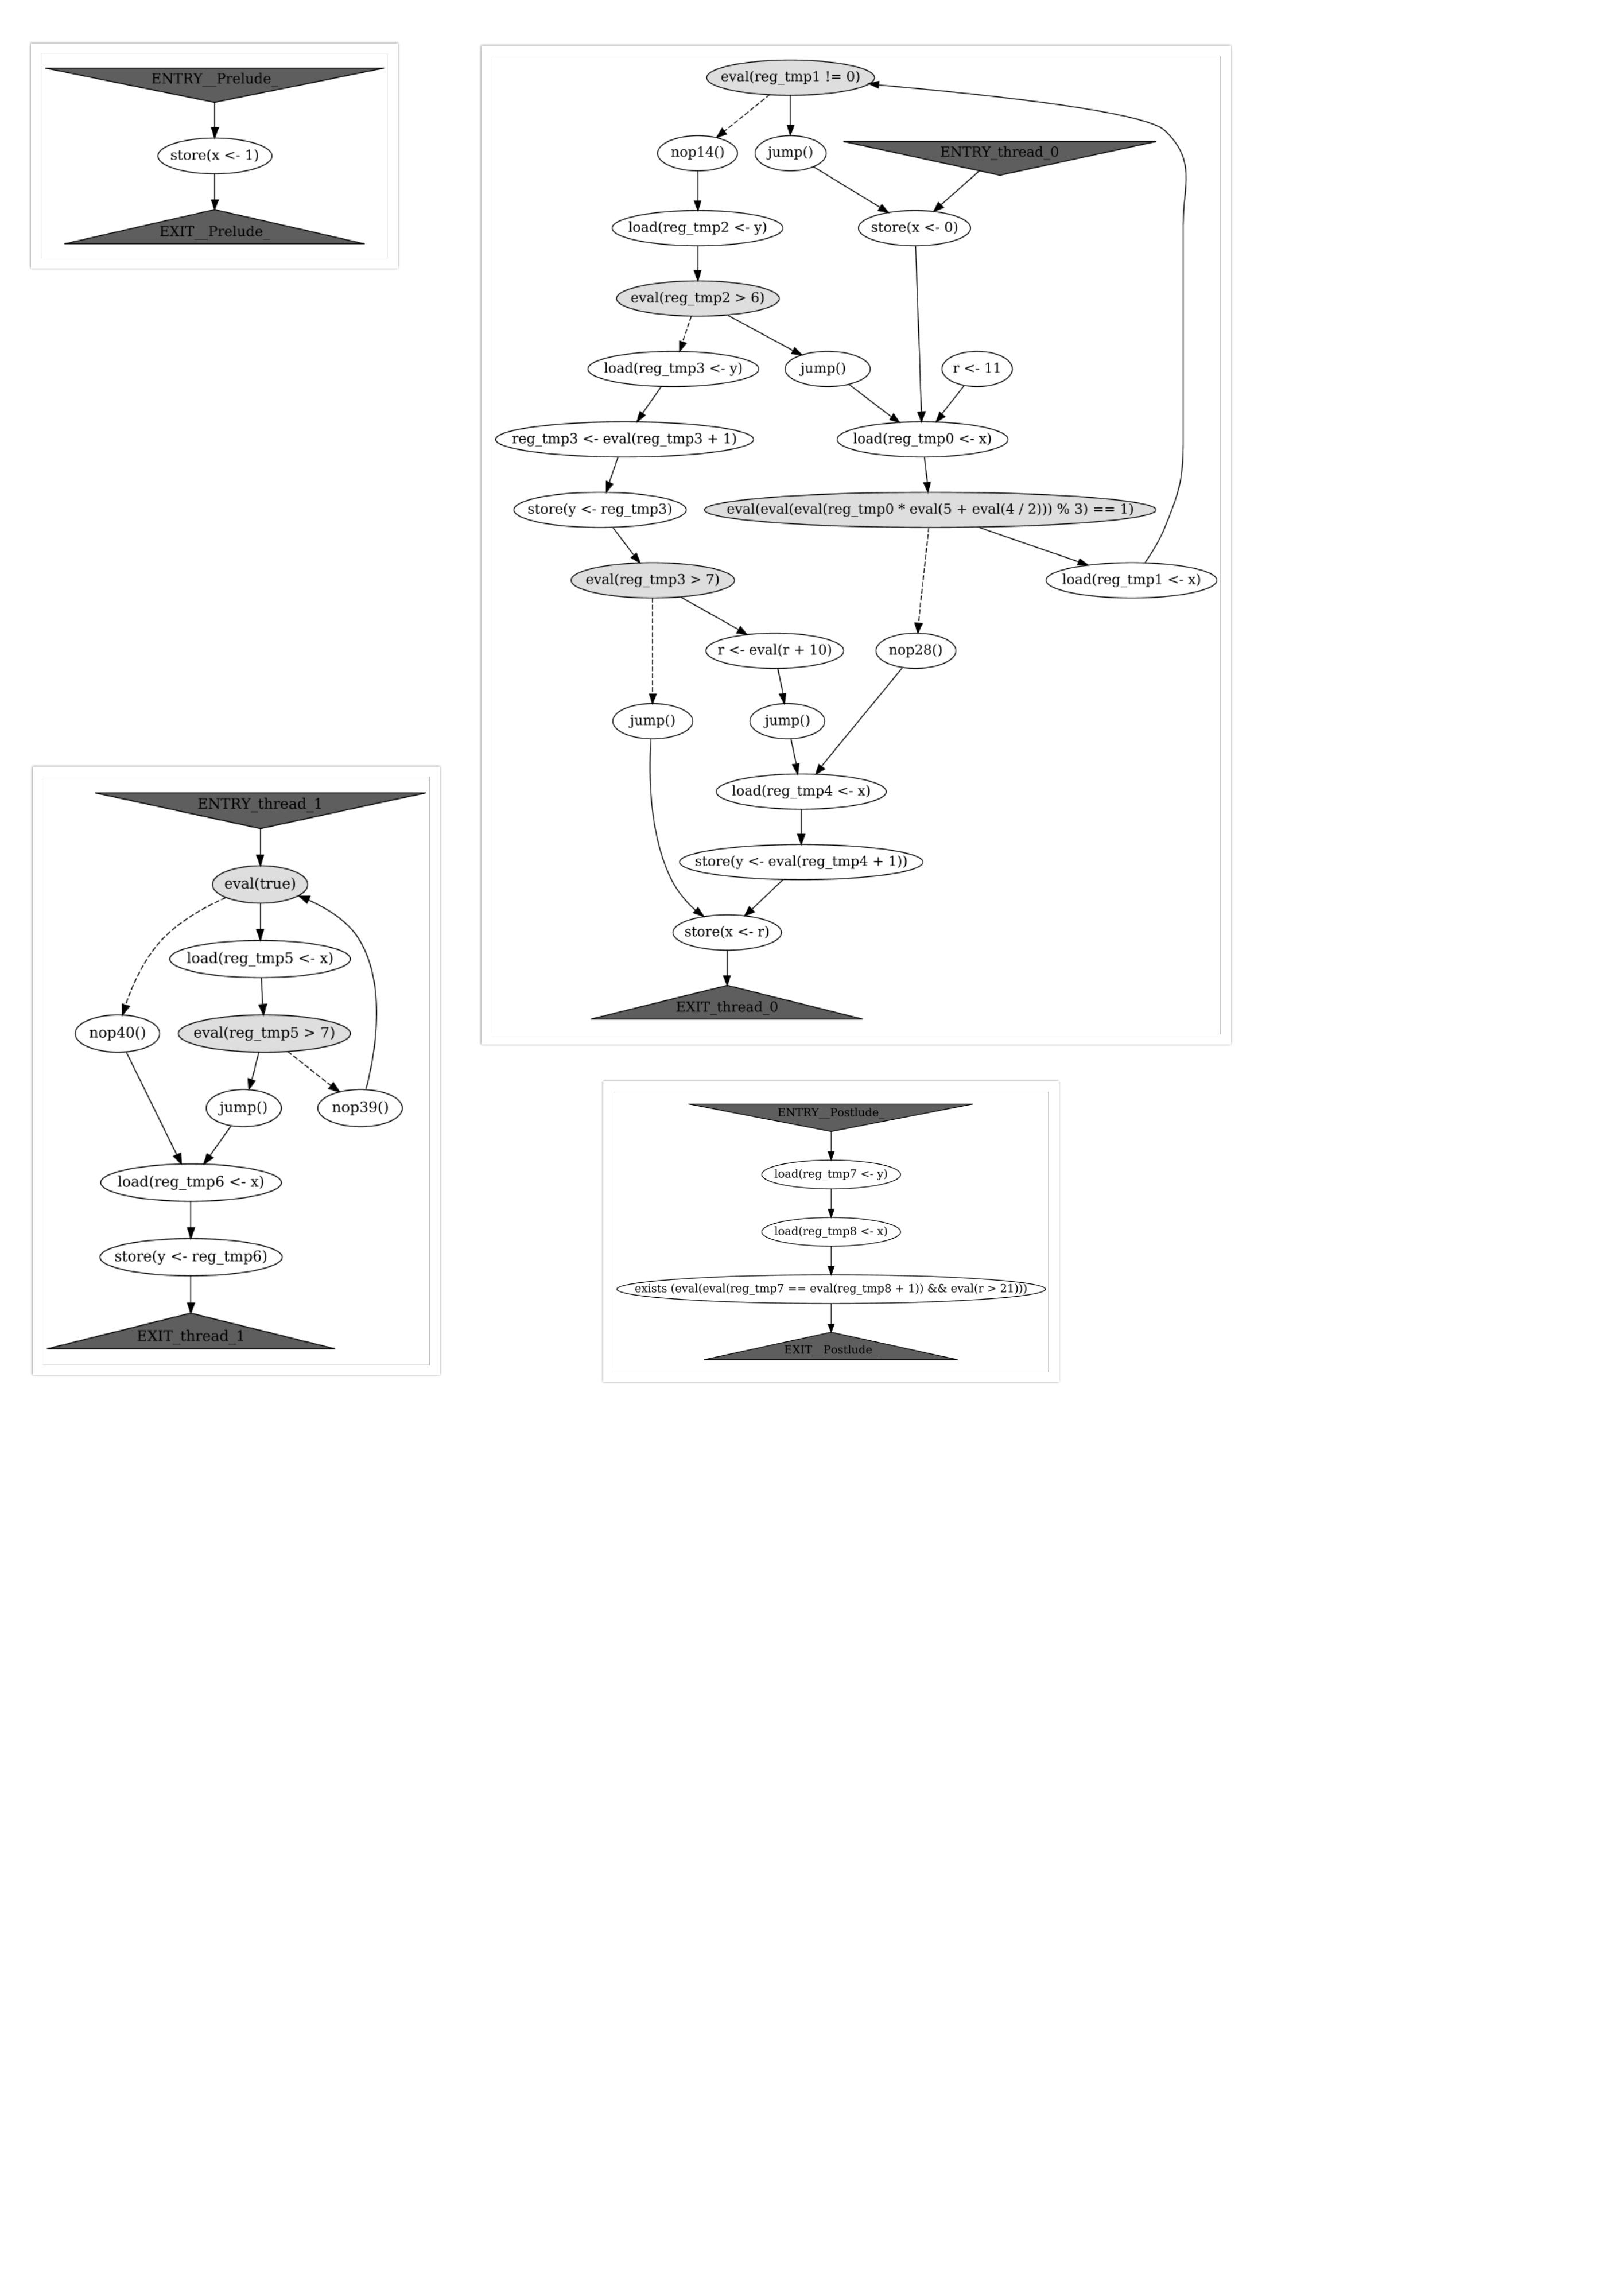 ENTRY__Prelude_
store(x <- 1)
EXIT__Prelude_
eval(reg_tmp1 != 0)
nop14()
jump()
ENTRY_thread_0
load(reg_tmp2 <- y)
store(x <- 0)
eval(reg_tmp2 > 6)
load(reg_tmp3 <- y)
jump()
r <- 11
reg_tmp3 <- eval(reg_tmp3 + 1)
load(reg_tmp0 <- x)
store(y <- reg_tmp3)
eval(eval(eval(reg_tmp0 * eval(5 + eval(4 / 2))) % 3) == 1)
eval(reg_tmp3 > 7)
load(reg_tmp1 <- x)
r <- eval(r + 10)
nop28()
jump()
jump()
load(reg_tmp4 <- x)
store(y <- eval(reg_tmp4 + 1))
store(x <- r)
EXIT_thread_0
ENTRY_thread_1
eval(true)
load(reg_tmp5 <- x)
nop40()
eval(reg_tmp5 > 7)
jump()
nop39()
load(reg_tmp6 <- x)
store(y <- reg_tmp6)
EXIT_thread_1
ENTRY__Postlude_
load(reg_tmp7 <- y)
load(reg_tmp8 <- x)
exists (eval(eval(reg_tmp7 == eval(reg_tmp8 + 1)) && eval(r > 21)))
EXIT__Postlude_